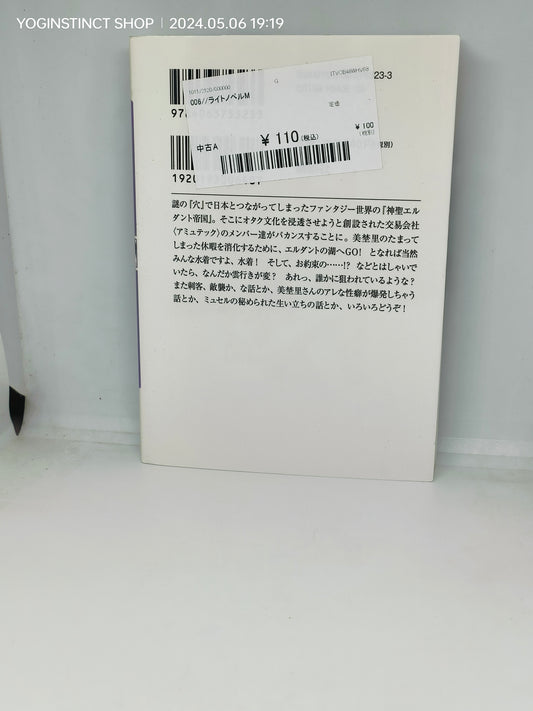 YOGINSTINCT SHOP | 2024.05.06 19:19
23-3
G
006//ライトノベルM
定価
中古A
¥ 110(税込)
¥ 100
(税別)
税別)
謎の『穴』で日本とつながってしまったファンタジー世界の『神聖エル
ダント帝国』。そこにオタク文化を浸透させようと創設された交易会社
〈アミュテック〉のメンバー達がバカンスすることに。美埜里のたまって
しまった休暇を消化するために、エルダントの湖へGO! となれば当然
みんな水着ですよ、水着! そして、お約束の……!? などとはしゃいで
いたら、なんだか雲行きが変? あれっ、誰かに狙われているような?
また刺客、敵襲か、な話とか、美埜里さんのアレな性癖が爆発しちゃう
話とか、ミュセルの秘められた生い立ちの話とか、いろいろどうぞ!